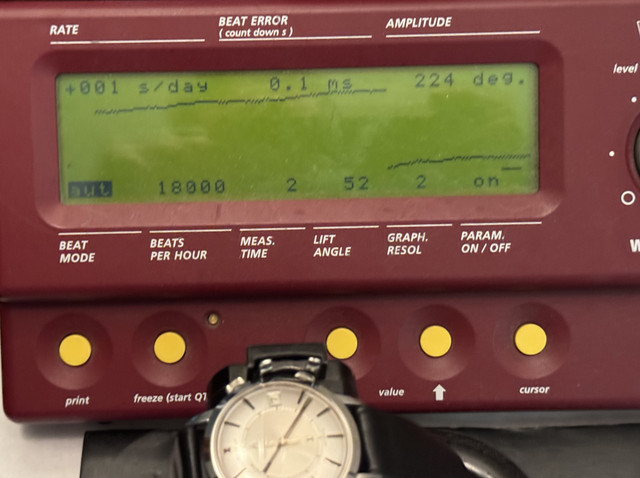 RATE BEAT ERROR AMPLITUDE
( count down s )
level
+001 s/day 0.1 ms 224 deg.
aut 18000 2 52 2 on
BEAT MODE
BEATS PER HOUR
MEAS. TIME
LIFT ANGLE
GRAPH. RESOL
PARAM. ON / OFF
print freeze (start QT value cursor